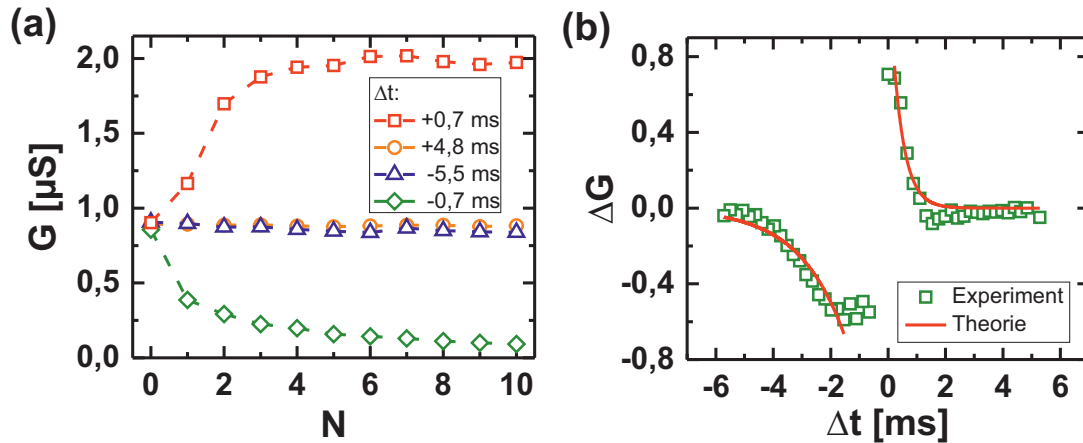 (a)
2,0
1,5
1,0
0,5
0,0
G [µS]
0 2 4 6 8 10
N
Δt:
+0,7 ms
+4,8 ms
-5,5 ms
-0,7 ms
(b)
0,8
0,4
0,0
-0,4
-0,8
ΔG
-6 -4 -2 0 2 4 6
Δt [ms]
Experiment
Theorie